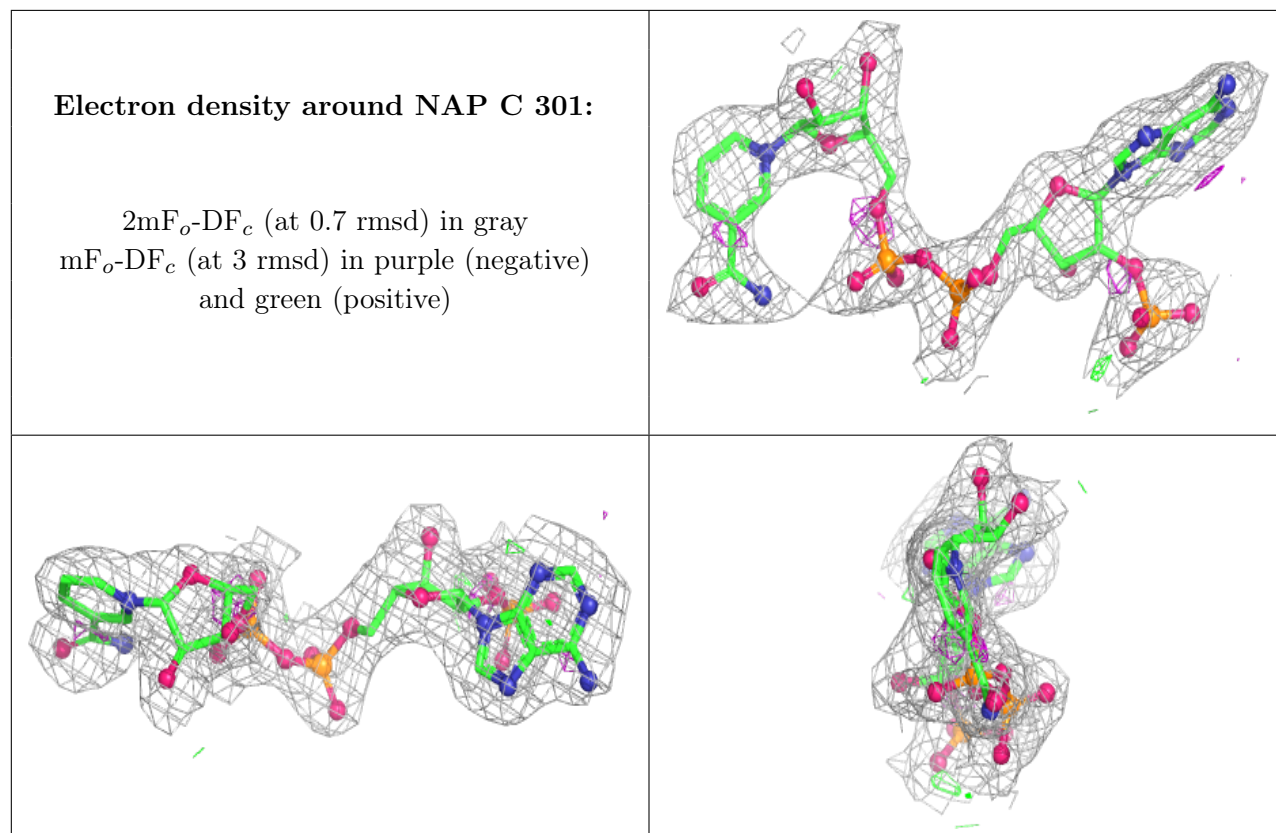 Electron density around NAP C 301:
2mFₒ-DF𝒸 (at 0.7 rmsd) in gray
mFₒ-DF𝒸 (at 3 rmsd) in purple (negative)
and green (positive)